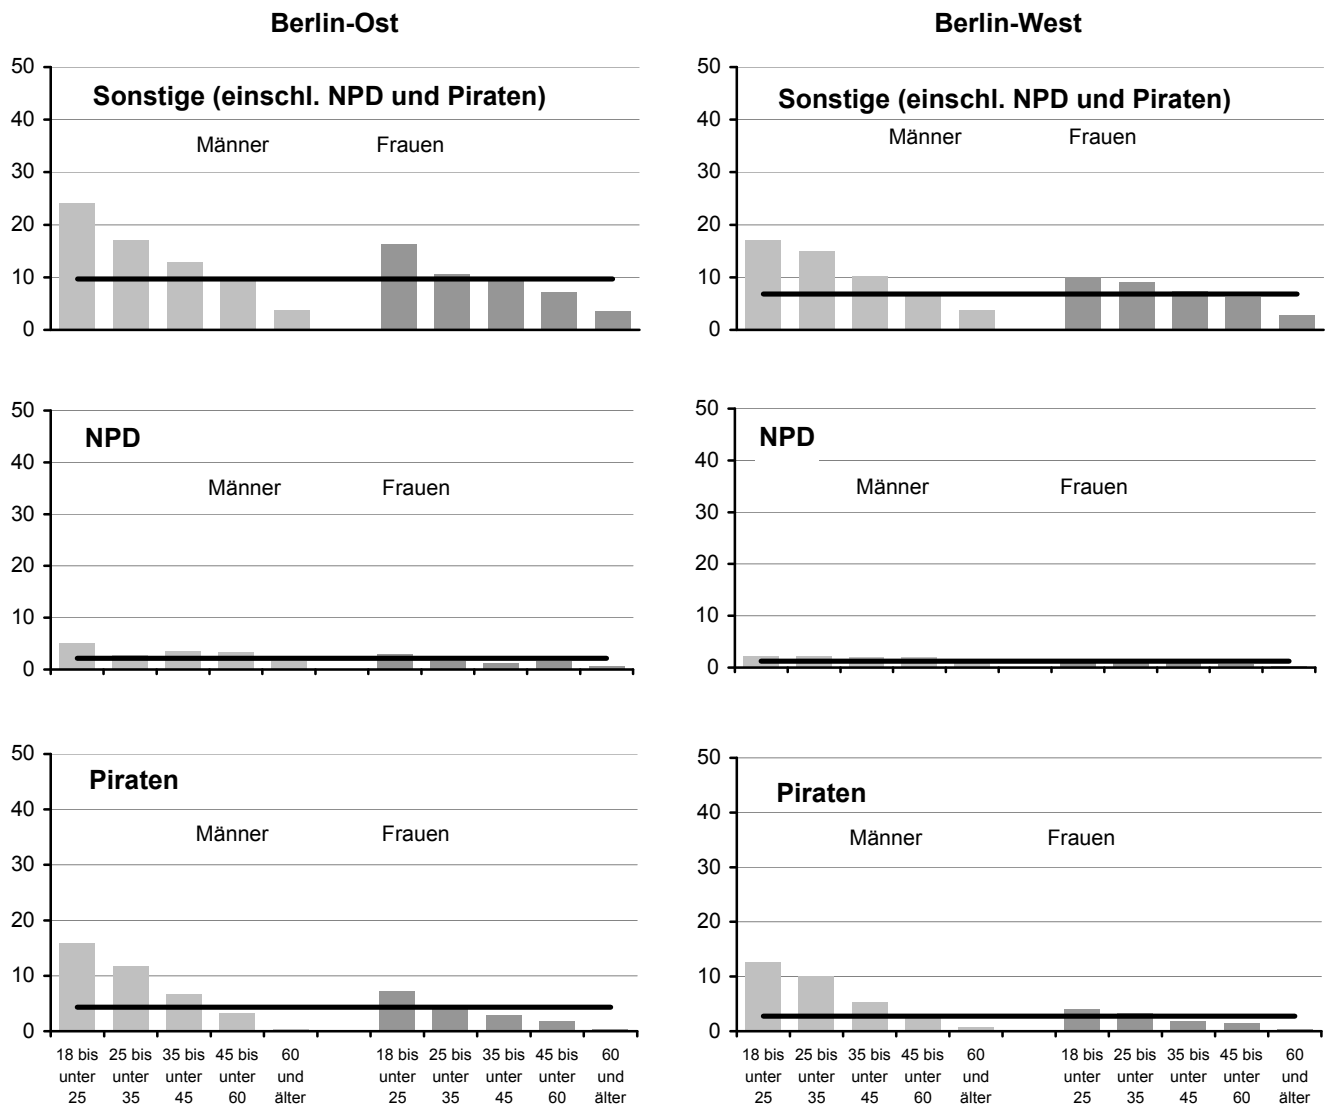 Berlin-Ost
Berlin-West
50
Sonstige (einschl. NPD und Piraten)
40
Männer Frauen
30
20
10
0
50
Sonstige (einschl. NPD und Piraten)
40
Männer Frauen
30
20
10
0
50
NPD
40
Männer Frauen
30
20
10
0
50
NPD
40
Männer Frauen
30
20
10
0
50
Piraten
40
Männer Frauen
30
20
10
0
18 bis 25 bis 35 bis 45 bis 60 18 bis 25 bis 35 bis 45 bis 60
unter unter unter unter und unter unter unter unter und
25 35 45 60 älter 25 35 45 60 älter
50
Piraten
40
Männer Frauen
30
20
10
0
18 bis 25 bis 35 bis 45 bis 60 18 bis 25 bis 35 bis 45 bis 60
unter unter unter unter und unter unter unter unter und
25 35 45 60 älter 25 35 45 60 älter